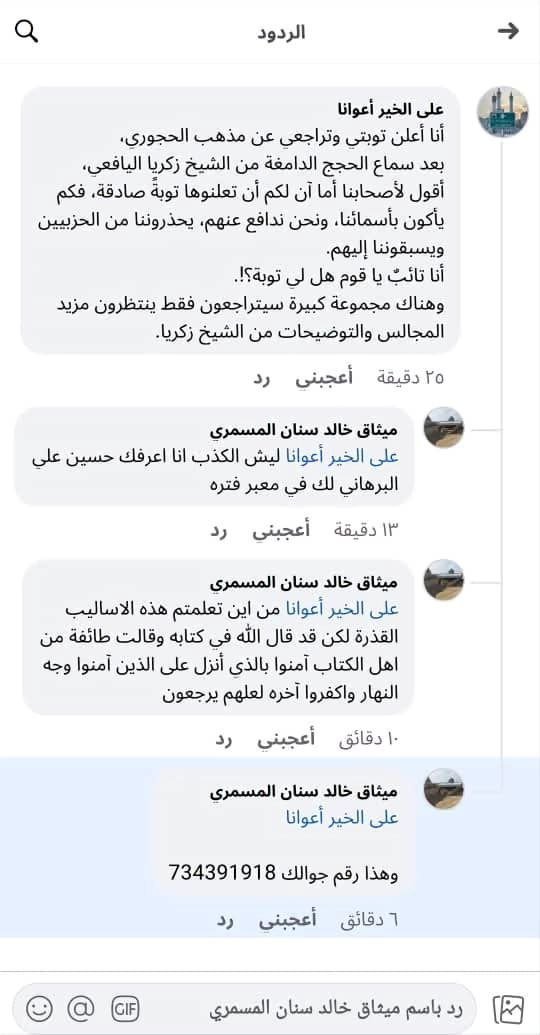 الردود
على الخير أعوانا
أنا أعلن توبتي وتراجعي عن مذهب الحجوري،
بعد سماع الحجج الدامغة من الشيخ زكريا اليافعي،
أقول لأصحابنا أما آن لكم أن تعلنوها توبةً صادقة، فكم
يأكون بأسمائنا، ونحن ندافع عنهم، يحذروننا من الحزبيين
ويسبقوننا إليهم.
أنا تائبٌ يا قوم هل لي توبة؟!.
وهناك مجموعة كبيرة سيتراجعون فقط ينتظرون مزيد
المجالس والتوضيحات من الشيخ زكريا.
٢٥ دقيقة أعجبني رد
ميثاق خالد سنان المسمري
على الخير أعوانا ليش الكذب انا اعرفك حسين علي
البرهاني لك في معبر فتره
١٣ دقيقة أعجبني رد
ميثاق خالد سنان المسمري
على الخير أعوانا من اين تعلمتم هذه الاساليب
القذرة لكن قد قال الله في كتابه وقالت طائفة من
اهل الكتاب آمنوا بالذي أنزل على الذين آمنوا وجه
النهار واكفروا آخره لعلهم يرجعون
١٠ دقائق أعجبني رد
ميثاق خالد سنان المسمري
على الخير أعوانا
وهذا رقم جوالك 734391918
٦ دقائق أعجبني رد
رد باسم ميثاق خالد سنان المسمري
GIF